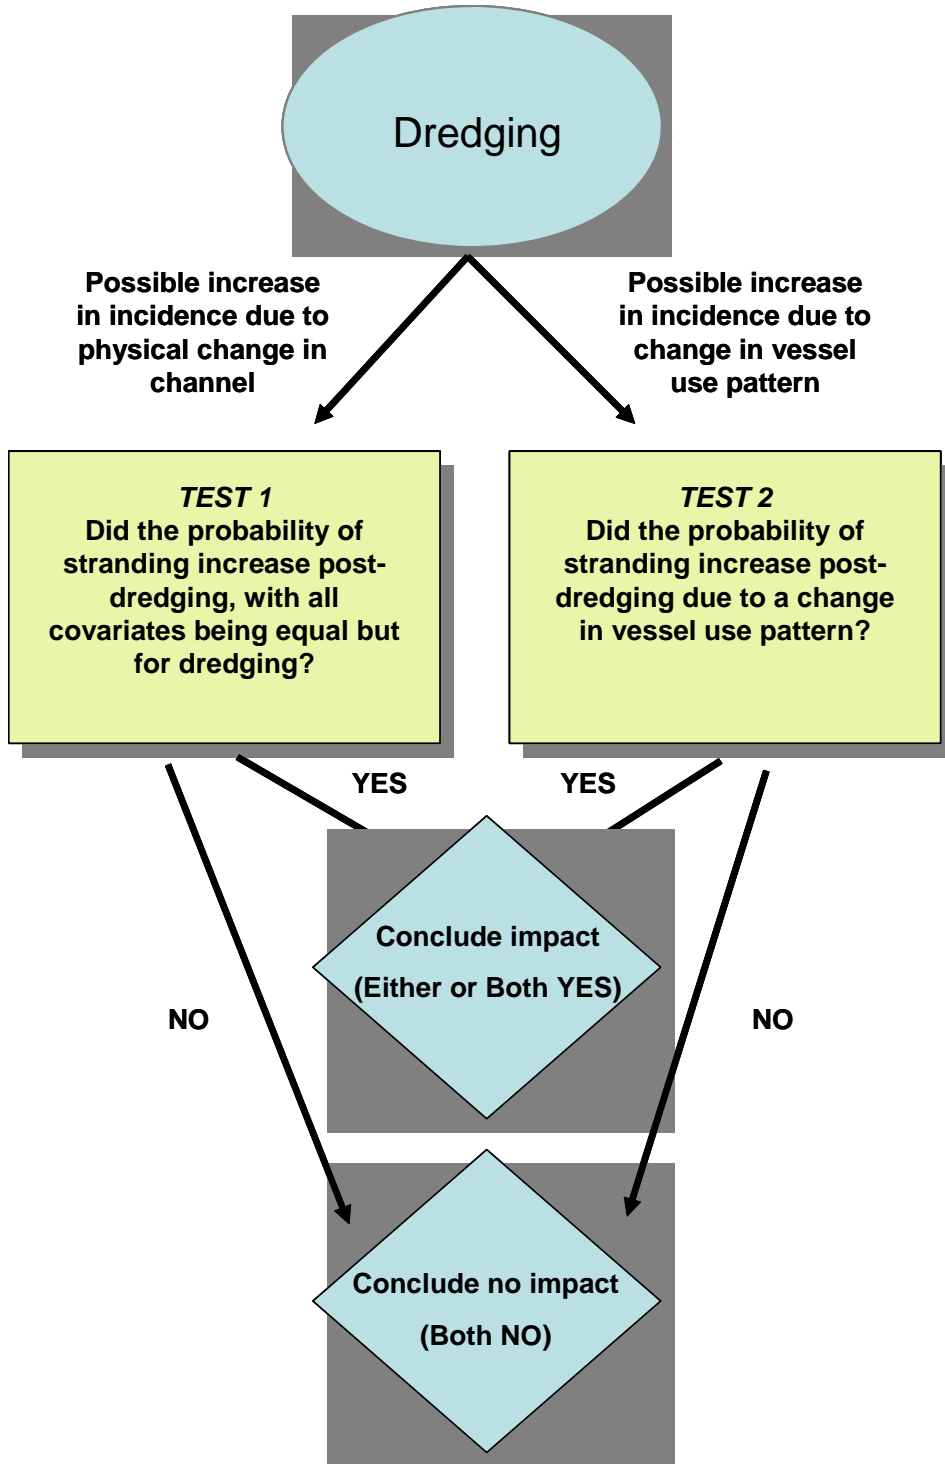 Dredging
Possible increase
in incidence due to
physical change in
channel
Possible increase
in incidence due to
change in vessel
use pattern
TEST 1
Did the probability of
stranding increase post-
dredging, with all
covariates being equal but
for dredging?
TEST 2
Did the probability of
stranding increase post-
dredging due to a change
in vessel use pattern?
YES
YES
Conclude impact
(Either or Both YES)
NO
NO
Conclude no impact
(Both NO)